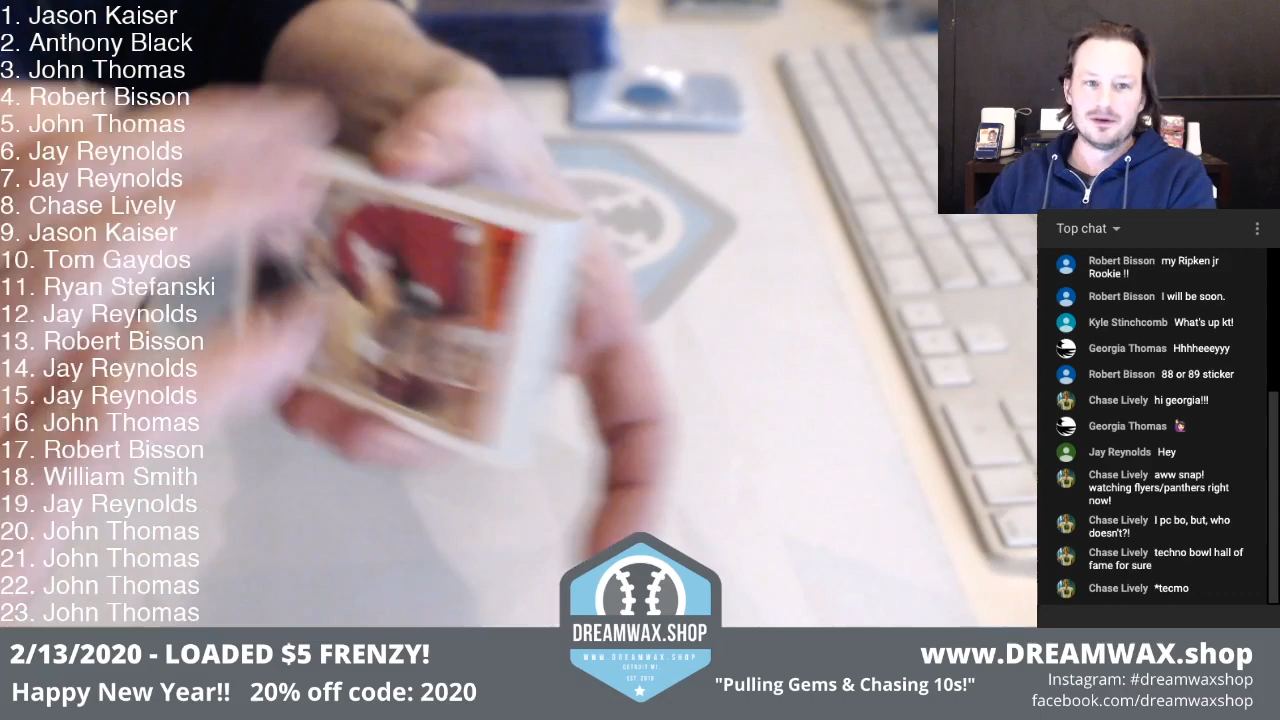 1. Jason Kaiser
2. Anthony Black
3. John Thomas
4. Robert Bisson
5. John Thomas
6. Jay Reynolds
7. Jay Reynolds
8. Chase Lively
9. Jason Kaiser
10. Tom Gaydos
11. Ryan Stefanski
12. Jay Reynolds
13. Robert Bisson
14. Jay Reynolds
15. Jay Reynolds
16. John Thomas
17. Robert Bisson
18. William Smith
19. Jay Reynolds
20. John Thomas
21. John Thomas
22. John Thomas
23. John Thomas
Top chat
Robert Bisson my Ripken jr
Rookie !!
Robert Bisson I will be soon.
Kyle Stinchcomb What's up kt!
Georgia Thomas Hhhheeeyyy
Robert Bisson 88 or 89 sticker
Chase Lively hi georgia!!!
Georgia Thomas 🙋🏽‍♀️
Jay Reynolds Hey
Chase Lively aww snap!
watching flyers/panthers right
now!
Chase Lively I pc bo, but, who
doesn't?!
Chase Lively techno bowl hall of
fame for sure
Chase Lively *tecmo
2/13/2020 - LOADED $5 FRENZY!
Happy New Year!! 20% off code: 2020
DREAMWAX.SHOP
WWW.DREAMWAX.SHOP
DETROIT MI.
EST. 2019
"Pulling Gems & Chasing 10s!"
www.DREAMWAX.shop
Instagram: #dreamwaxshop
facebook.com/dreamwaxshop